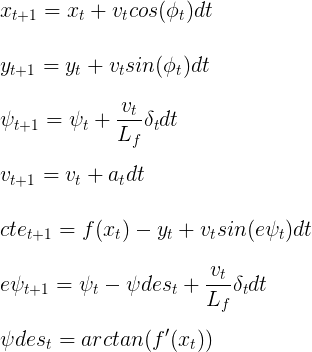 x_{t+1} = x_t + v_t cos(ϕ_t)dt
y_{t+1} = y_t + v_t sin(ϕ_t)dt
ψ_{t+1} = ψ_t + \frac{v_t}{L_f} δ_t dt
v_{t+1} = v_t + a_t dt
cte_{t+1} = f(x_t) − y_t + v_t sin(eψ_t)dt
eψ_{t+1} = ψ_t − ψdes_t + \frac{v_t}{L_f} δ_t dt
ψdes_t = arctan(f′(x_t))